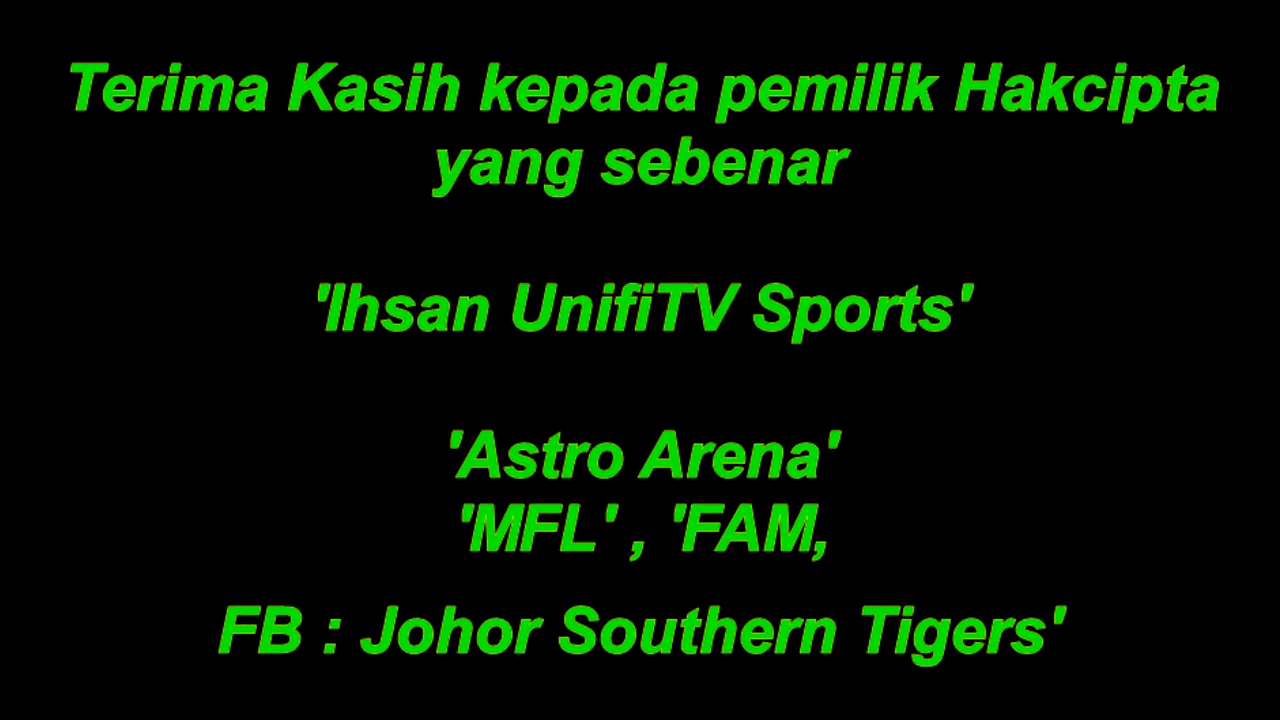 Terima Kasih kepada pemilik Hakcipta
yang sebenar
'Ihsan UnifiTV Sports'
'Astro Arena'
'MFL' , 'FAM,
FB : Johor Southern Tigers'